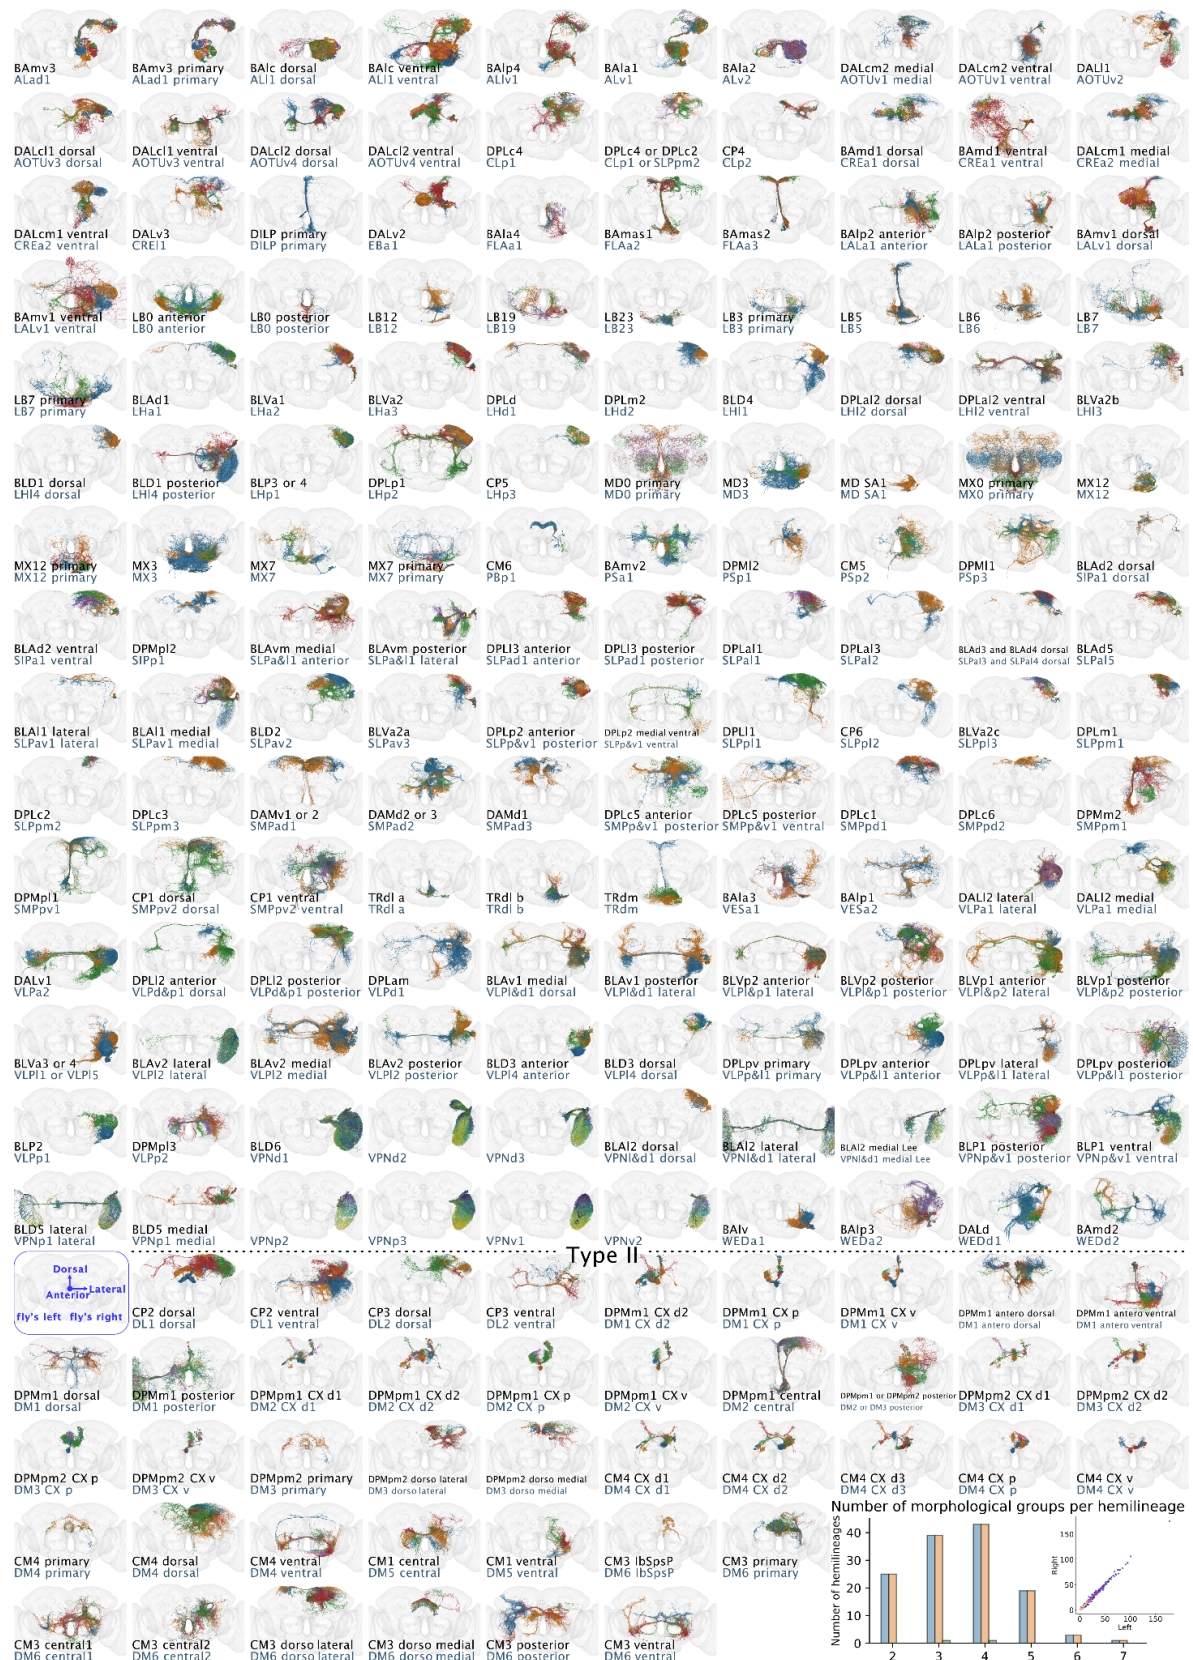 BAmv3
ALad1
BAmv3 primary
ALad1 primary
BAlc dorsal
ALl1 dorsal
BAlc ventral
ALl1 ventral
BAlp4
ALlv1
BAla1
ALv1
BAla2
ALv2
DALcm2 medial
AOTUv1 medial
DALcm2 ventral
AOTUv1 ventral
DALl1
AOTUv2
DALcl1 dorsal
AOTUv3 dorsal
DALcl1 ventral
AOTUv3 ventral
DALcl2 dorsal
AOTUv4 dorsal
DALcl2 ventral
AOTUv4 ventral
DPLc4
CLp1
DPLc4 or DPLc2
CLp1 or SLPpm2
CP4
CLp2
BAmd1 dorsal
CREa1 dorsal
BAmd1 ventral
CREa1 ventral
DALcm1 medial
CREa2 medial
DALcm1 ventral
CREa2 ventral
DALv3
CREl1
DILP primary
DILP primary
DALv2
EBa1
BAla4
FLAa1
BAmas1
FLAa2
BAmas2
FLAa3
BAlp2 anterior
LALa1 anterior
BAlp2 posterior
LALa1 posterior
BAmv1 dorsal
LALv1 dorsal
BAmv1 ventral
LALv1 ventral
LB0 anterior
LB0 anterior
LB0 posterior
LB0 posterior
LB12
LB12
LB19
LB19
LB23
LB23
LB3 primary
LB3 primary
LB5
LB5
LB6
LB6
LB7
LB7
LB7 primary
LB7 primary
BLAd1
LHa1
BLVa1
LHa2
BLVa2
LHa3
DPLd
LHd1
DPLm2
LHd2
BLD4
LHl1
DPLal2 dorsal
LHl2 dorsal
DPLal2 ventral
LHl2 ventral
BLVa2b
LHl3
BLD1 dorsal
LHl4 dorsal
BLD1 posterior
LHl4 posterior
BLP3 or 4
LHp1
DPLp1
LHp2
CP5
LHp3
MD0 primary
MD0 primary
MD3
MD3
MD SA1
MD SA1
MX0 primary
MX0 primary
MX12
MX12
MX12 primary
MX12 primary
MX3
MX3
MX7
MX7
MX7 primary
MX7 primary
CM6
PBp1
BAmv2
PSa1
DPMl2
PSp1
CM5
PSp2
DPMl1
PSp3
BLAd2 dorsal
SIPa1 dorsal
BLAd2 ventral
SIPa1 ventral
DPMpl2
SIPp1
BLAvm medial
SLPa&l1 anterior
BLAvm posterior
SLPa&l1 lateral
DPLl3 anterior
SLPad1 anterior
DPLl3 posterior
SLPad1 posterior
DPLal1
SLPal1
DPLal3
SLPal2
BLAd3 and BLAd4 dorsal
SLPal3 and SLPal4 dorsal
BLAd5
SLPal5
BLAl1 lateral
SLPav1 lateral
BLAl1 medial
SLPav1 medial
BLD2
SLPav2
BLVa2a
SLPav3
DPLp2 anterior
SLPp&v1 posterior
DPLp2 medial ventral
SLPp&v1 ventral
DPLl1
SLPpl1
CP6
SLPpl2
BLVa2c
SLPpl3
DPLm1
SLPpm1
DPLc2
SLPpm2
DPLc3
SLPpm3
DAMv1 or 2
SMPad1
DAMd2 or 3
SMPad2
DAMd1
SMPad3
DPLc5 anterior
SMPp&v1 posterior
DPLc5 posterior
SMPp&v1 ventral
DPLc1
SMPpd1
DPLc6
SMPpd2
DPMm2
SMPpm1
DPMpl1
SMPpv1
CP1 dorsal
SMPpv2 dorsal
CP1 ventral
SMPpv2 ventral
TRdl a
TRdl a
TRdl b
TRdl b
TRdm
TRdm
BAla3
VESa1
BAlp1
VESa2
DALl2 lateral
VLPa1 lateral
DALl2 medial
VLPa1 medial
DALv1
VLPa2
DPLl2 anterior
VLPd&p1 dorsal
DPLl2 posterior
VLPd&p1 posterior
DPLam
VLPd1
BLAv1 medial
VLPl&d1 dorsal
BLAv1 posterior
VLPl&d1 lateral
BLVp2 anterior
VLPl&p1 lateral
BLVp2 posterior
VLPl&p1 posterior
BLVp1 anterior
VLPl&p2 lateral
BLVp1 posterior
VLPl&p2 posterior
BLVa3 or 4
VLPl1 or VLPl5
BLAv2 lateral
VLPl2 lateral
BLAv2 medial
VLPl2 medial
BLAv2 posterior
VLPl2 posterior
BLD3 anterior
VLPl4 anterior
BLD3 dorsal
VLPl4 dorsal
DPLpv primary
VLPp&l1 primary
DPLpv anterior
VLPp&l1 anterior
DPLpv lateral
VLPp&l1 lateral
DPLpv posterior
VLPp&l1 posterior
BLP2
VLPp1
DPMpl3
VLPp2
BLD6
VPNd1
VPNd2
VPNd3
BLAl2 dorsal
VPNl&d1 dorsal
BLAl2 lateral
VPNl&d1 lateral
BLAl2 medial Lee
VPNl&d1 medial Lee
BLP1 posterior
VPNp&v1 posterior
BLP1 ventral
VPNp&v1 ventral
BLD5 lateral
VPNp1 lateral
BLD5 medial
VPNp1 medial
VPNp2
VPNp3
VPNv1
VPNv2
BAlv
WEDa1
BAlp3
WEDa2
DALd
WEDd1
BAmd2
WEDd2
Type II
Dorsal
Lateral
Anterior
fly's left fly's right
CP2 dorsal
DL1 dorsal
CP2 ventral
DL1 ventral
CP3 dorsal
DL2 dorsal
CP3 ventral
DL2 ventral
DPMm1 CX d2
DM1 CX d2
DPMm1 CX p
DM1 CX p
DPMm1 CX v
DM1 CX v
DPMm1 antero dorsal
DM1 antero dorsal
DPMm1 antero ventral
DM1 antero ventral
DPMm1 dorsal
DM1 dorsal
DPMm1 posterior
DM1 posterior
DPMpm1 CX d1
DM2 CX d1
DPMpm1 CX d2
DM2 CX d2
DPMpm1 CX p
DM2 CX p
DPMpm1 CX v
DM2 CX v
DPMpm1 central
DM2 central
DPMpm1 or DPMpm2 posterior
DM2 or DM3 posterior
DPMpm2 CX d1
DM3 CX d1
DPMpm2 CX d2
DM3 CX d2
DPMpm2 CX p
DM3 CX p
DPMpm2 CX v
DM3 CX v
DPMpm2 primary
DM3 primary
DPMpm2 dorso lateral
DM3 dorso lateral
DPMpm2 dorso medial
DM3 dorso medial
CM4 CX d1
DM4 CX d1
CM4 CX d2
DM4 CX d2
CM4 CX d3
DM4 CX d3
CM4 CX p
DM4 CX p
CM4 CX v
DM4 CX v
CM4 primary
DM4 primary
CM4 dorsal
DM4 dorsal
CM4 ventral
DM4 ventral
CM1 central
DM5 central
CM1 ventral
DM5 ventral
CM3 lbSpsP
DM6 lbSpsP
CM3 primary
DM6 primary
CM3 central1
DM6 central1
CM3 central2
DM6 central2
CM3 dorso lateral
DM6 dorso lateral
CM3 dorso medial
DM6 dorso medial
CM3 posterior
DM6 posterior
CM3 ventral
DM6 ventral
Number of morphological groups per hemilineage
Number of hemilineages
40
30
20
10
0
2 3 4 5 6 7
Right
150
100
50
0
0 50 100 150
Left